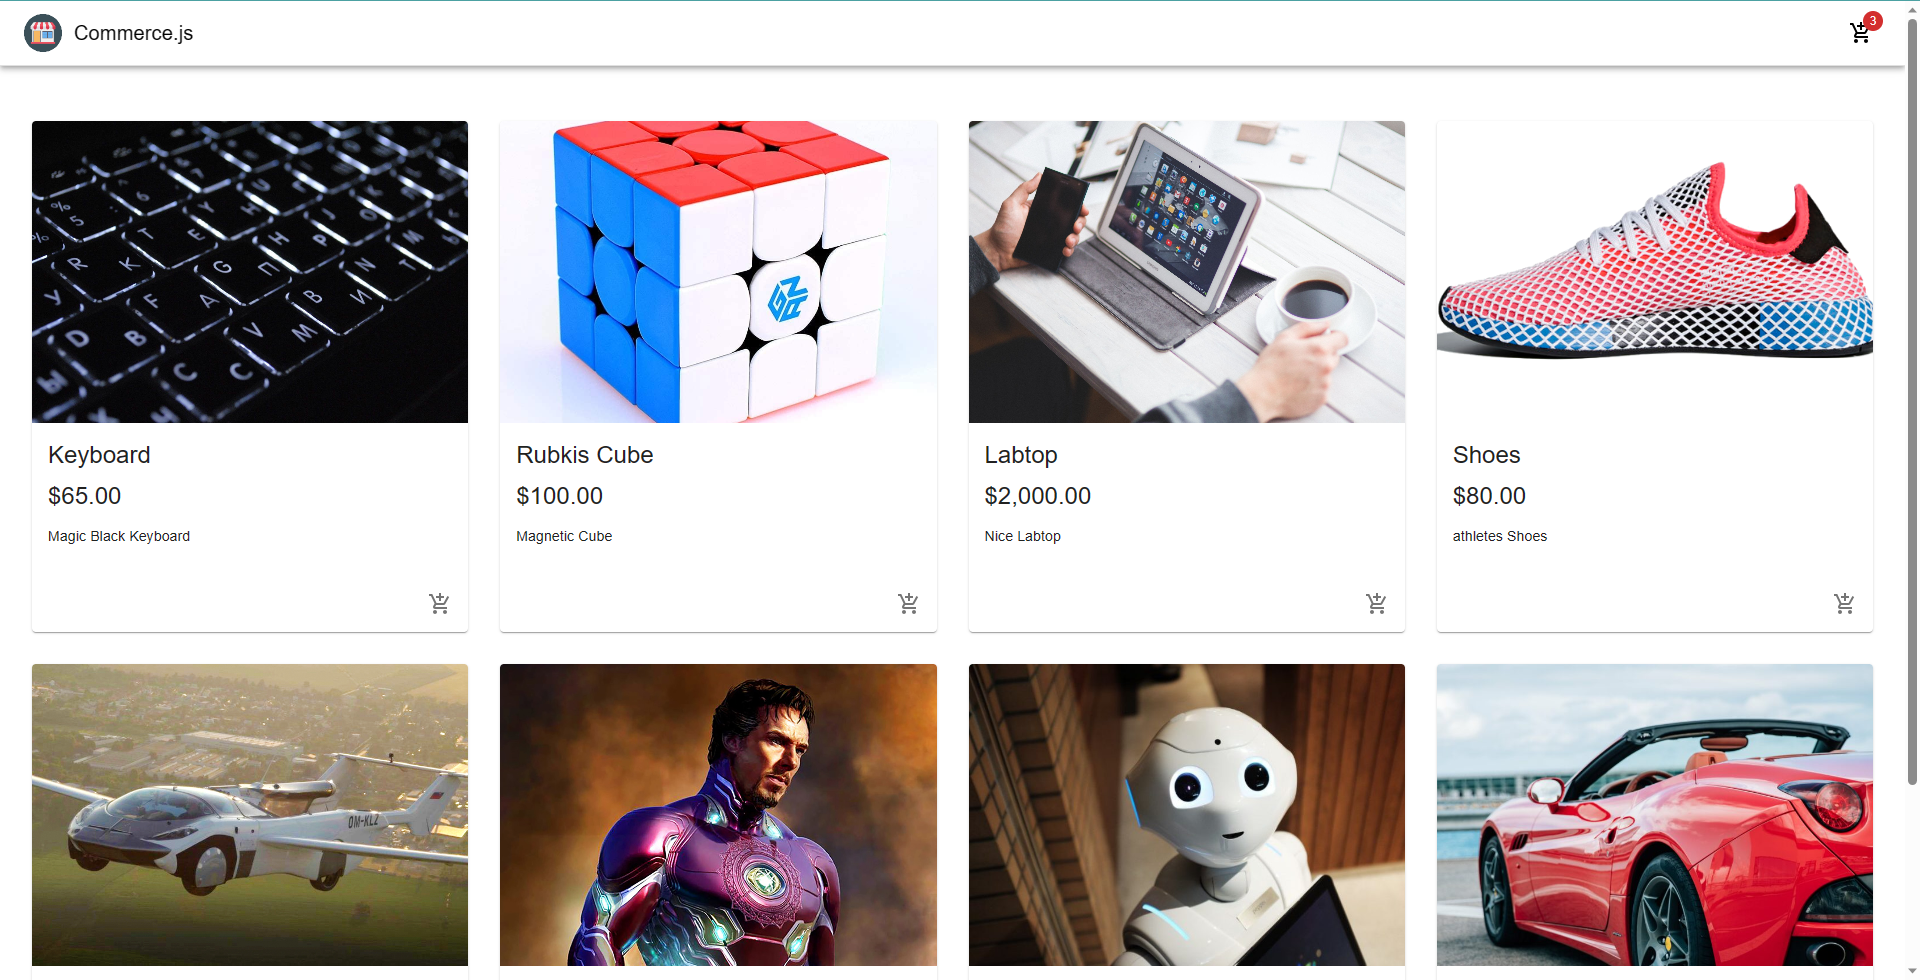 Commerce.js
3
Keyboard
$65.00
Magic Black Keyboard
Rubkis Cube
$100.00
Magnetic Cube
Labtop
$2,000.00
Nice Labtop
Shoes
$80.00
athletes Shoes
OM-KLZ